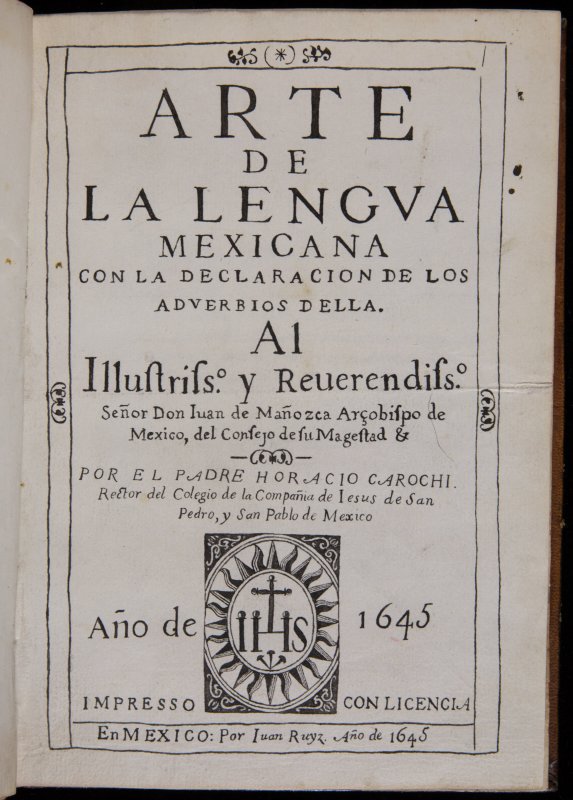 (*)
ARTE
DE
LA LENGVA
MEXICANA
CON LA DECLARACION DE LOS
ADVERBIOS DELLA.
Al
Illuſtriſs.º y Reuerendiſs.º
Señor Don Iuan de Mañozca Arçobiſpo de
Mexico, del Conſejo de ſu Mageſtad &
POR EL PADRE HORACIO CAROCHI.
Rector del Colegio de la Compañia de Iesus de San
Pedro, y San Pablo de Mexico
IHS
Año de 1645
IMPRESSO CON LICENCIA
En MEXICO: Por Iuan Ruyz. Año de 1645